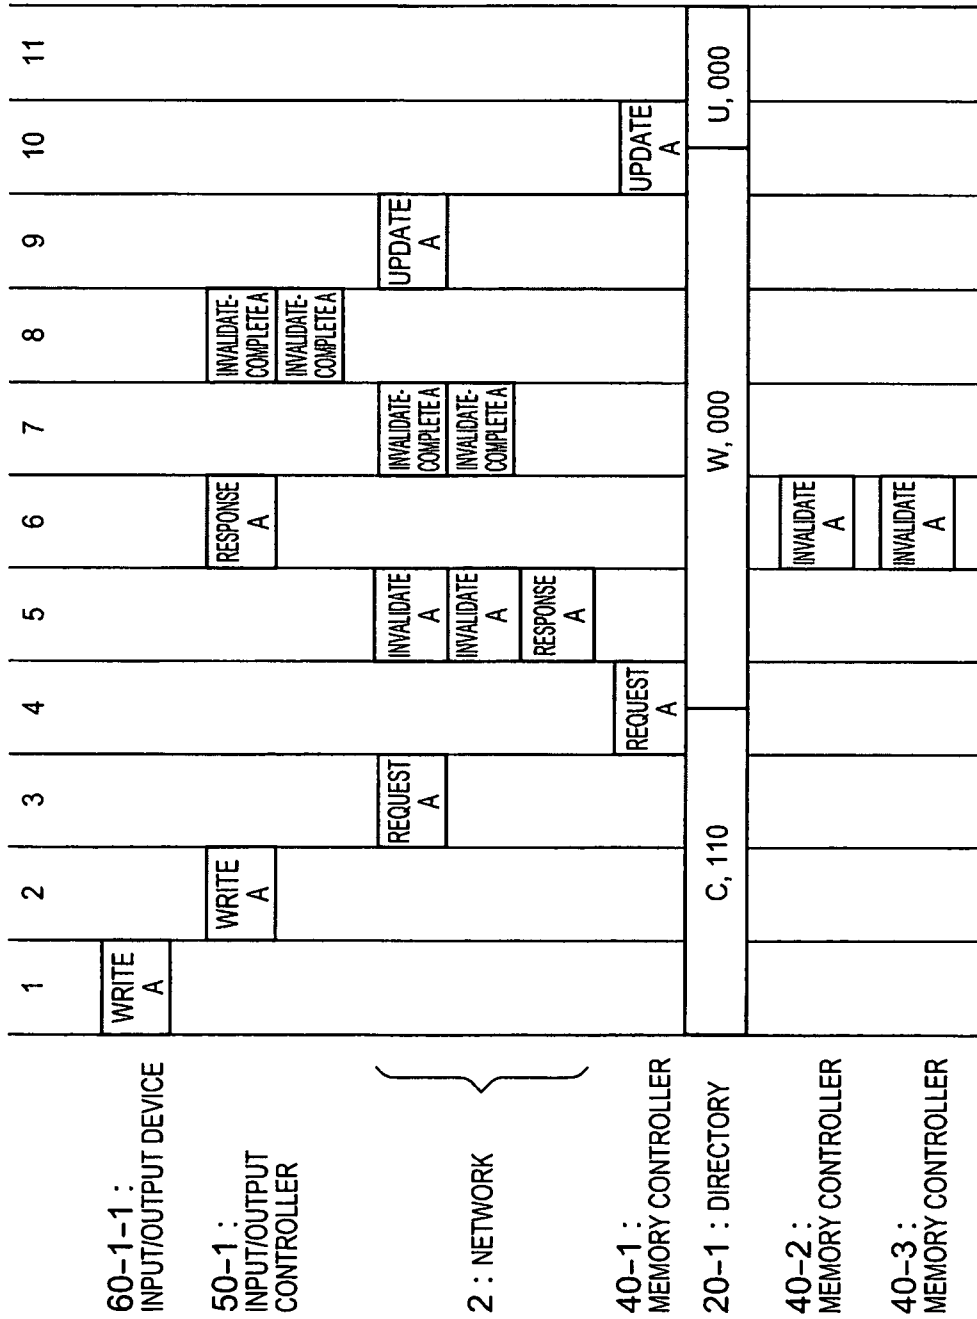 1 2 3 4 5 6 7 8 9 10 11
60-1-1 :
INPUT/OUTPUT DEVICE
WRITE
A
50-1 :
INPUT/OUTPUT
CONTROLLER
WRITE
A
RESPONSE
A
INVALIDATE-
COMPLETE A
INVALIDATE-
COMPLETE A
2 : NETWORK
REQUEST
A
INVALIDATE
A
INVALIDATE
A
RESPONSE
A
INVALIDATE-
COMPLETE A
INVALIDATE-
COMPLETE A
UPDATE
A
40-1 :
MEMORY CONTROLLER
REQUEST
A
UPDATE
A
20-1 : DIRECTORY
C, 110
W, 000
U, 000
40-2 :
MEMORY CONTROLLER
INVALIDATE
A
40-3 :
MEMORY CONTROLLER
INVALIDATE
A